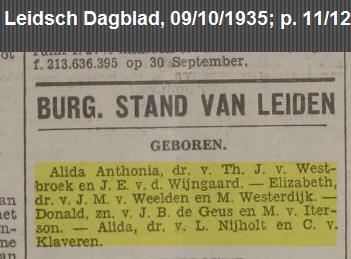 Leidsch Dagblad, 09/10/1935; p. 11/12
f. 213.636.395 op 30 September.
BURG. STAND VAN LEIDEN
GEBOREN.
Alida Anthonia, dr. v. Th. J. v. West-
broek en J. E. v. d. Wijngaard. — Elizabeth,
dr. v. J. M. v. Weelden en M. Westerdijk. —
Donald, zn. v. J. B. de Geus en M. v. Iter-
son. — Alida, dr. v. L. Nijholt en C. v.
Klaveren.